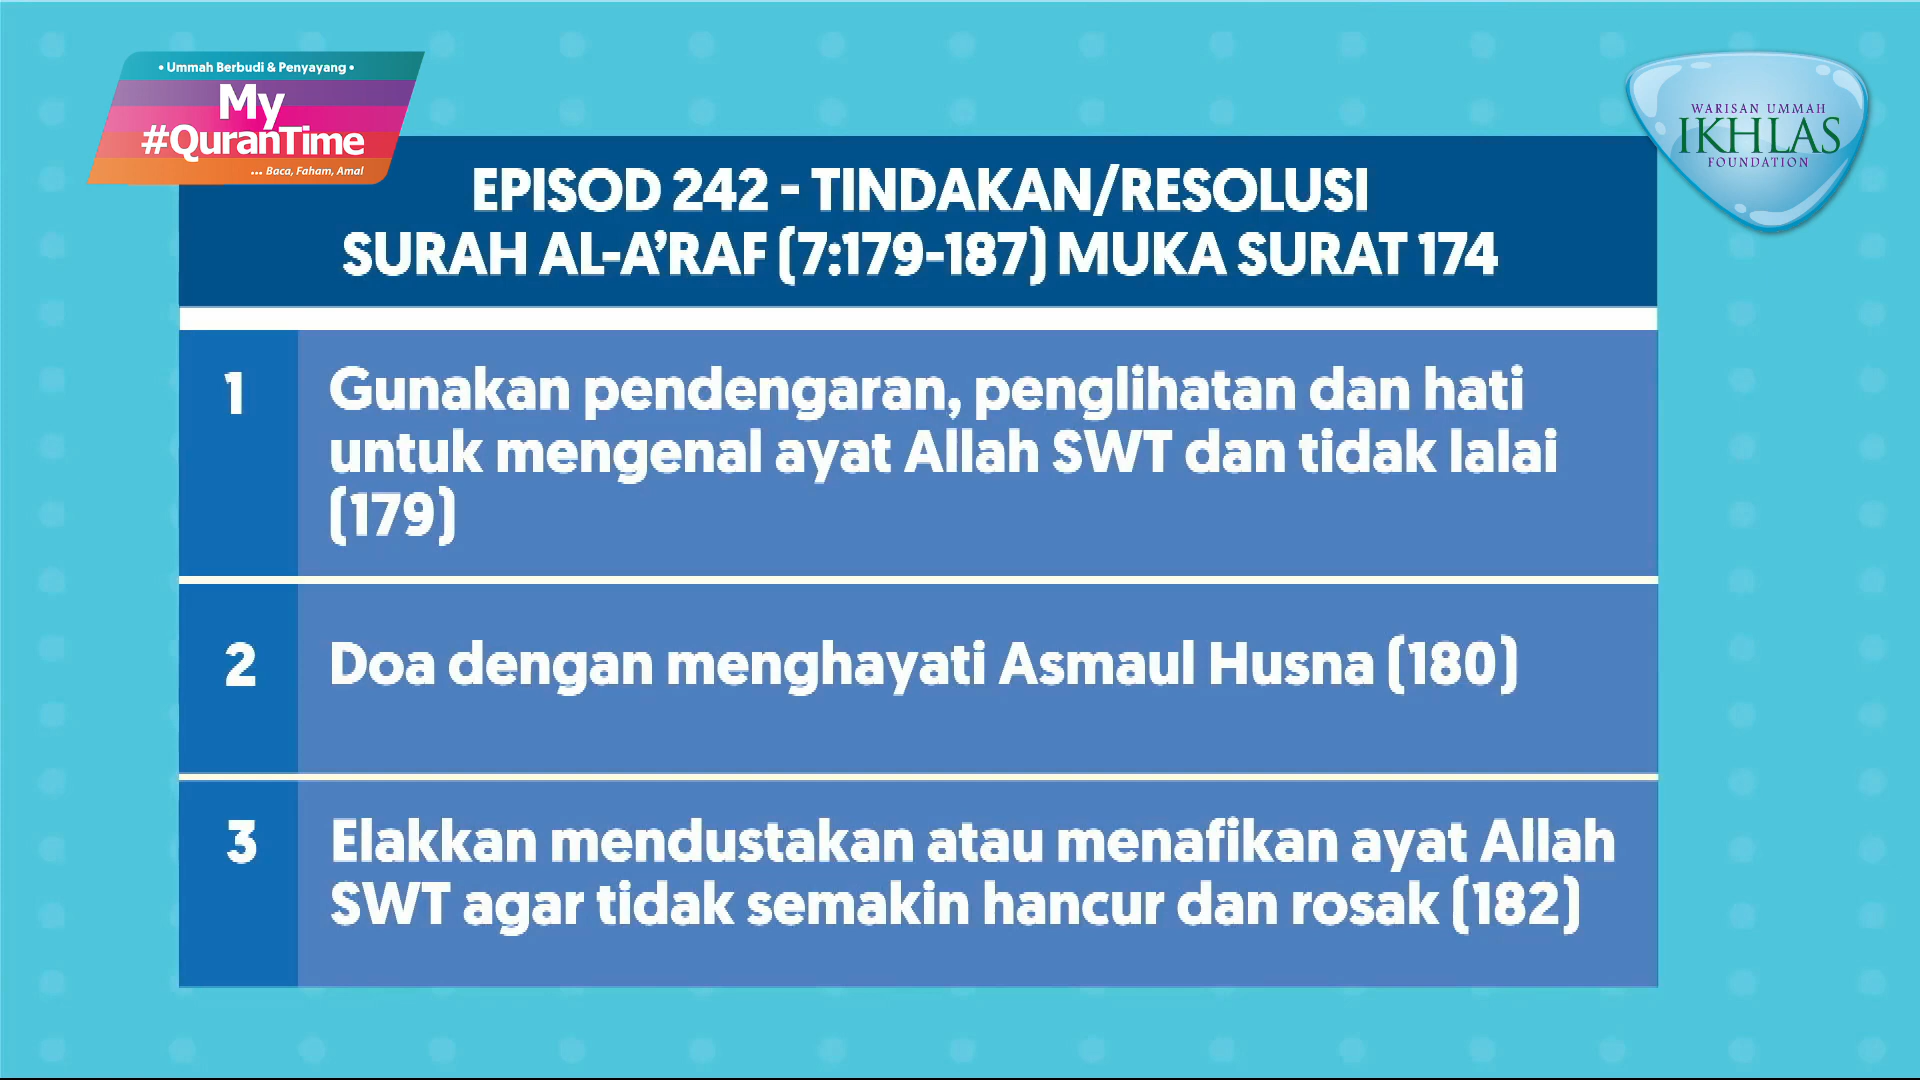 • Ummah Berbudi & Penyayang •
My
#QuranTime
... Baca, Faham, Amal
WARISAN UMMAH
IKHLAS
FOUNDATION
EPISOD 242 - TINDAKAN/RESOLUSI
SURAH AL-A’RAF (7:179-187) MUKA SURAT 174
1
Gunakan pendengaran, penglihatan dan hati
untuk mengenal ayat Allah SWT dan tidak lalai
(179)
2
Doa dengan menghayati Asmaul Husna (180)
3
Elakkan mendustakan atau menafikan ayat Allah
SWT agar tidak semakin hancur dan rosak (182)